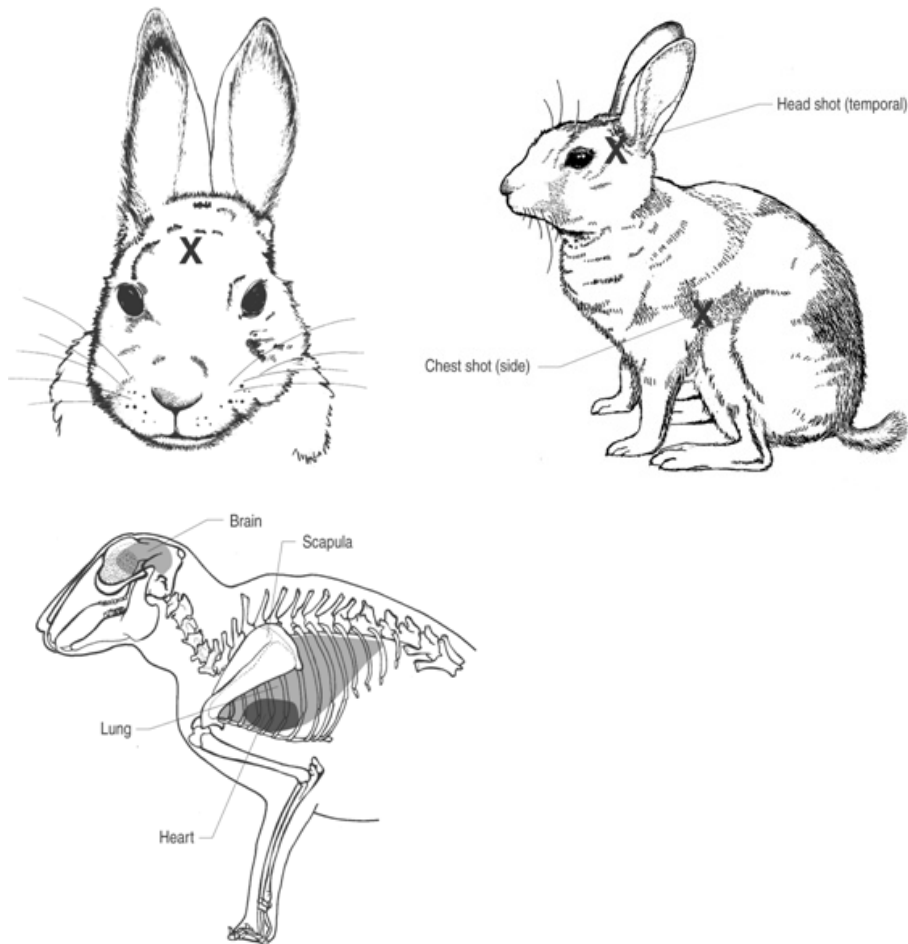 X
Head shot (temporal)
X
X
Chest shot (side)
Brain
Scapula
Lung
Heart